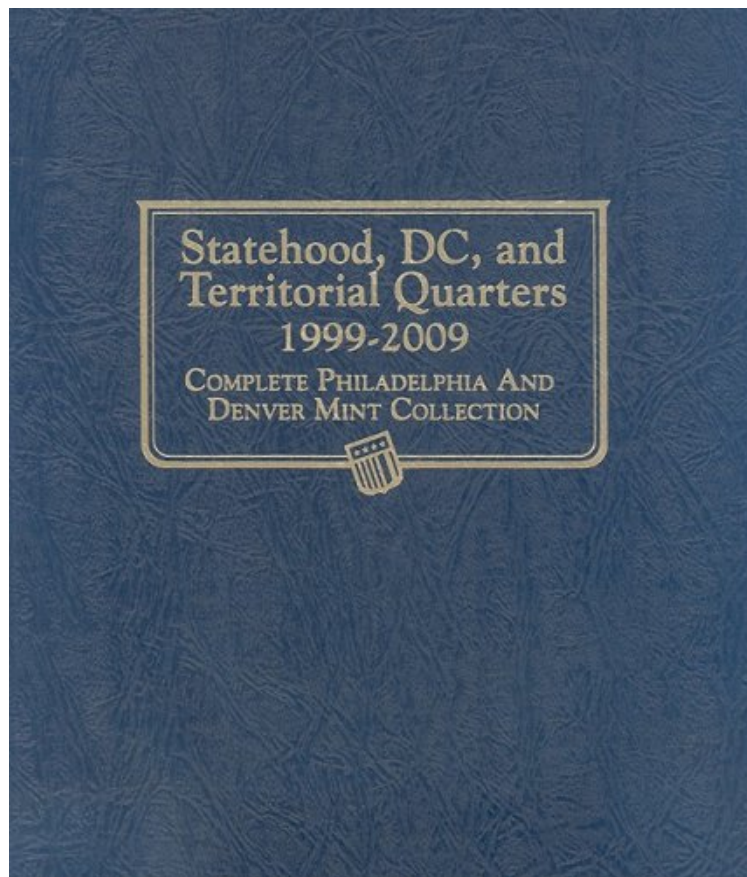 Statehood, DC, and
Territorial Quarters
1999-2009
Complete Philadelphia And
Denver Mint Collection